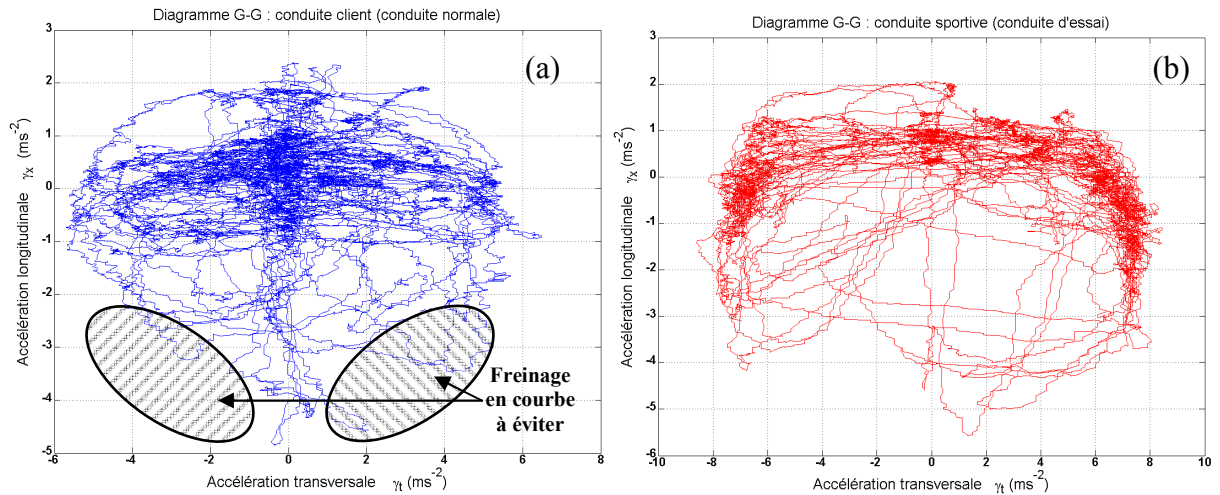 Diagramme G-G : conduite client (conduite normale)
(a)
3
2
1
0
-1
-2
-3
-4
-5
Accélération longitudinale γx (ms-2)
Freinage
en courbe
à éviter
-6 -4 -2 0 2 4 6 8
Accélération transversale γt (ms-2)
Diagramme G-G : conduite sportive (conduite d'essai)
(b)
3
2
1
0
-1
-2
-3
-4
-5
-6
Accélération longitudinale γx (ms-2)
-10 -8 -6 -4 -2 0 2 4 6 8 10
Accélération transversale γt (ms-2)